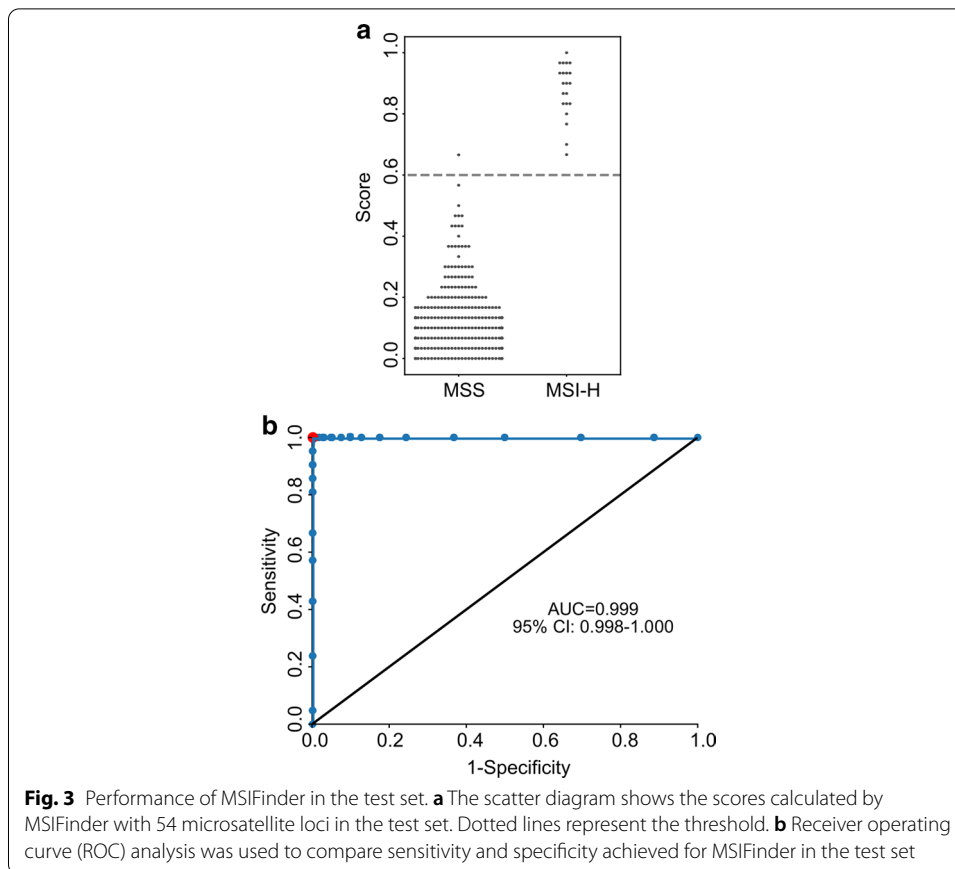 a
1.0
0.8
0.6
0.4
0.2
0.0
Score
MSS MSI-H
b
1.0
0.8
0.6
0.4
0.2
0.0
Sensitivity
AUC=0.999
95% CI: 0.998-1.000
0.0 0.2 0.4 0.6 0.8 1.0
1-Specificity
Fig. 3 Performance of MSIFinder in the test set. a The scatter diagram shows the scores calculated by
MSIFinder with 54 microsatellite loci in the test set. Dotted lines represent the threshold. b Receiver operating
curve (ROC) analysis was used to compare sensitivity and specificity achieved for MSIFinder in the test set